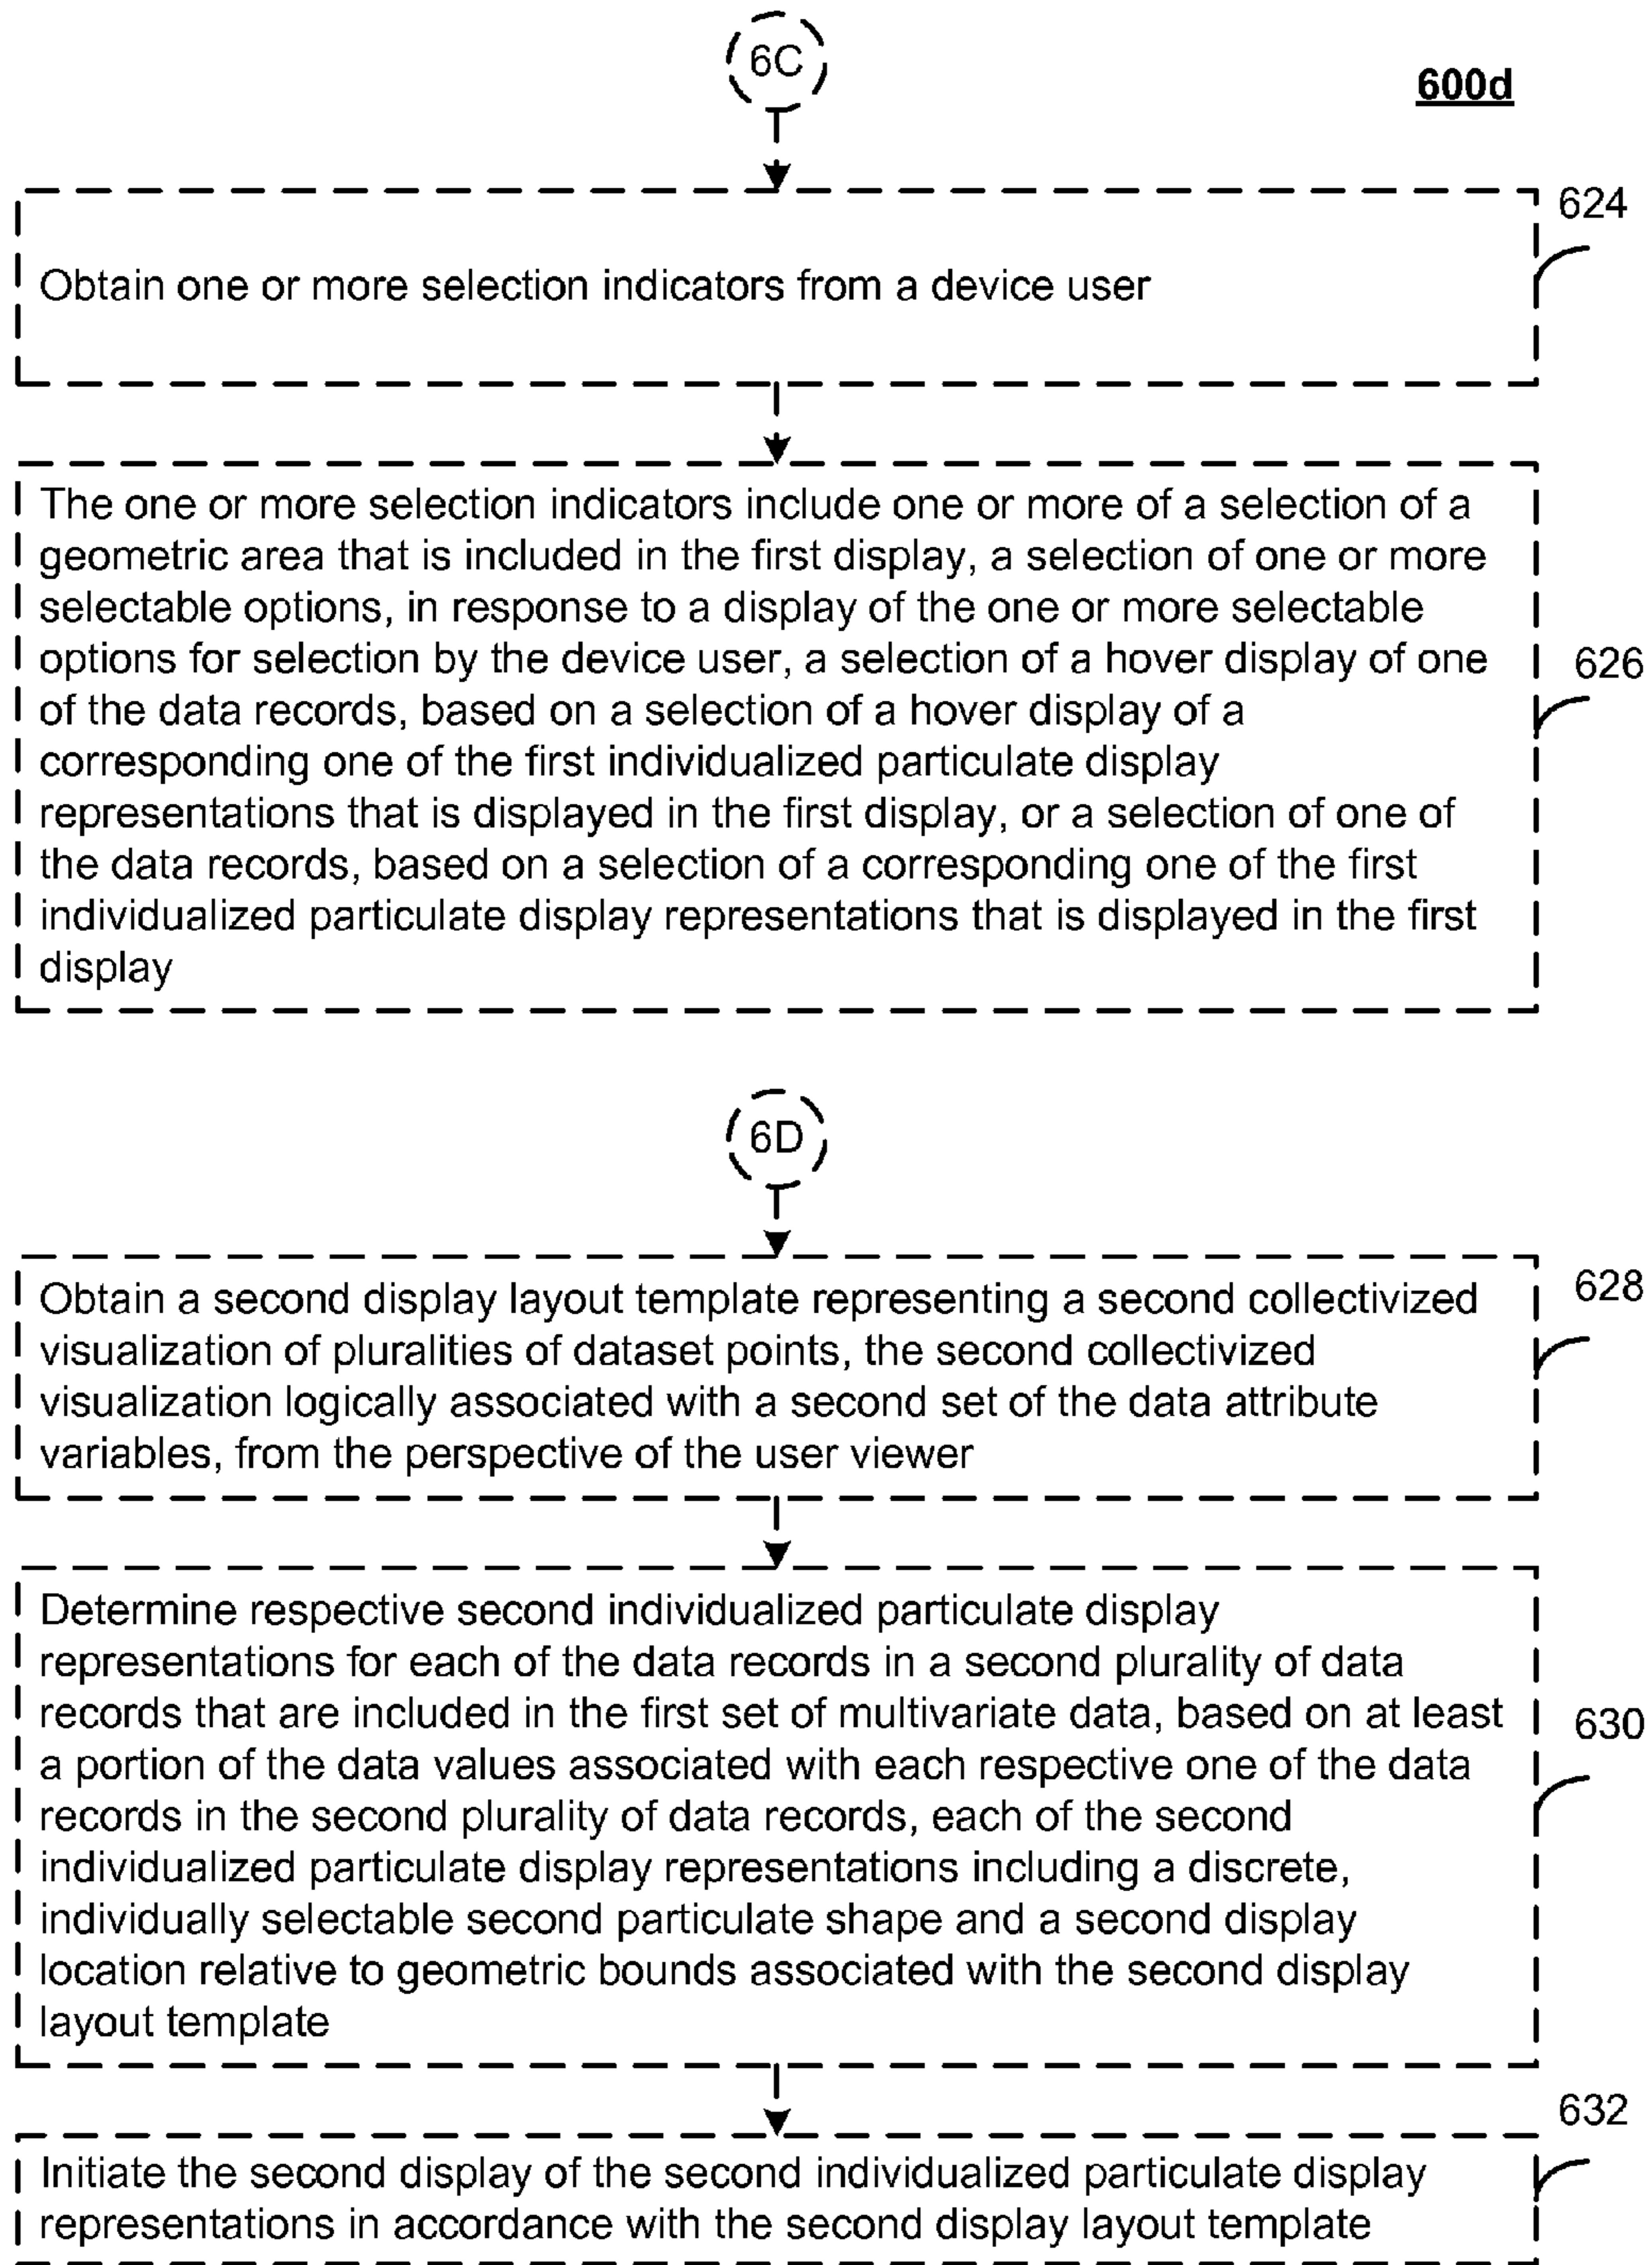 6C
600d
624
Obtain one or more selection indicators from a device user
The one or more selection indicators include one or more of a selection of a
geometric area that is included in the first display, a selection of one or more
selectable options, in response to a display of the one or more selectable
options for selection by the device user, a selection of a hover display of one
626
of the data records, based on a selection of a hover display of a
corresponding one of the first individualized particulate display
representations that is displayed in the first display, or a selection of one of
the data records, based on a selection of a corresponding one of the first
individualized particulate display representations that is displayed in the first
display
6D
628
Obtain a second display layout template representing a second collectivized
visualization of pluralities of dataset points, the second collectivized
visualization logically associated with a second set of the data attribute
variables, from the perspective of the user viewer
Determine respective second individualized particulate display
representations for each of the data records in a second plurality of data
records that are included in the first set of multivariate data, based on at least
630
a portion of the data values associated with each respective one of the data
records in the second plurality of data records, each of the second
individualized particulate display representations including a discrete,
individually selectable second particulate shape and a second display
location relative to geometric bounds associated with the second display
layout template
632
Initiate the second display of the second individualized particulate display
representations in accordance with the second display layout template